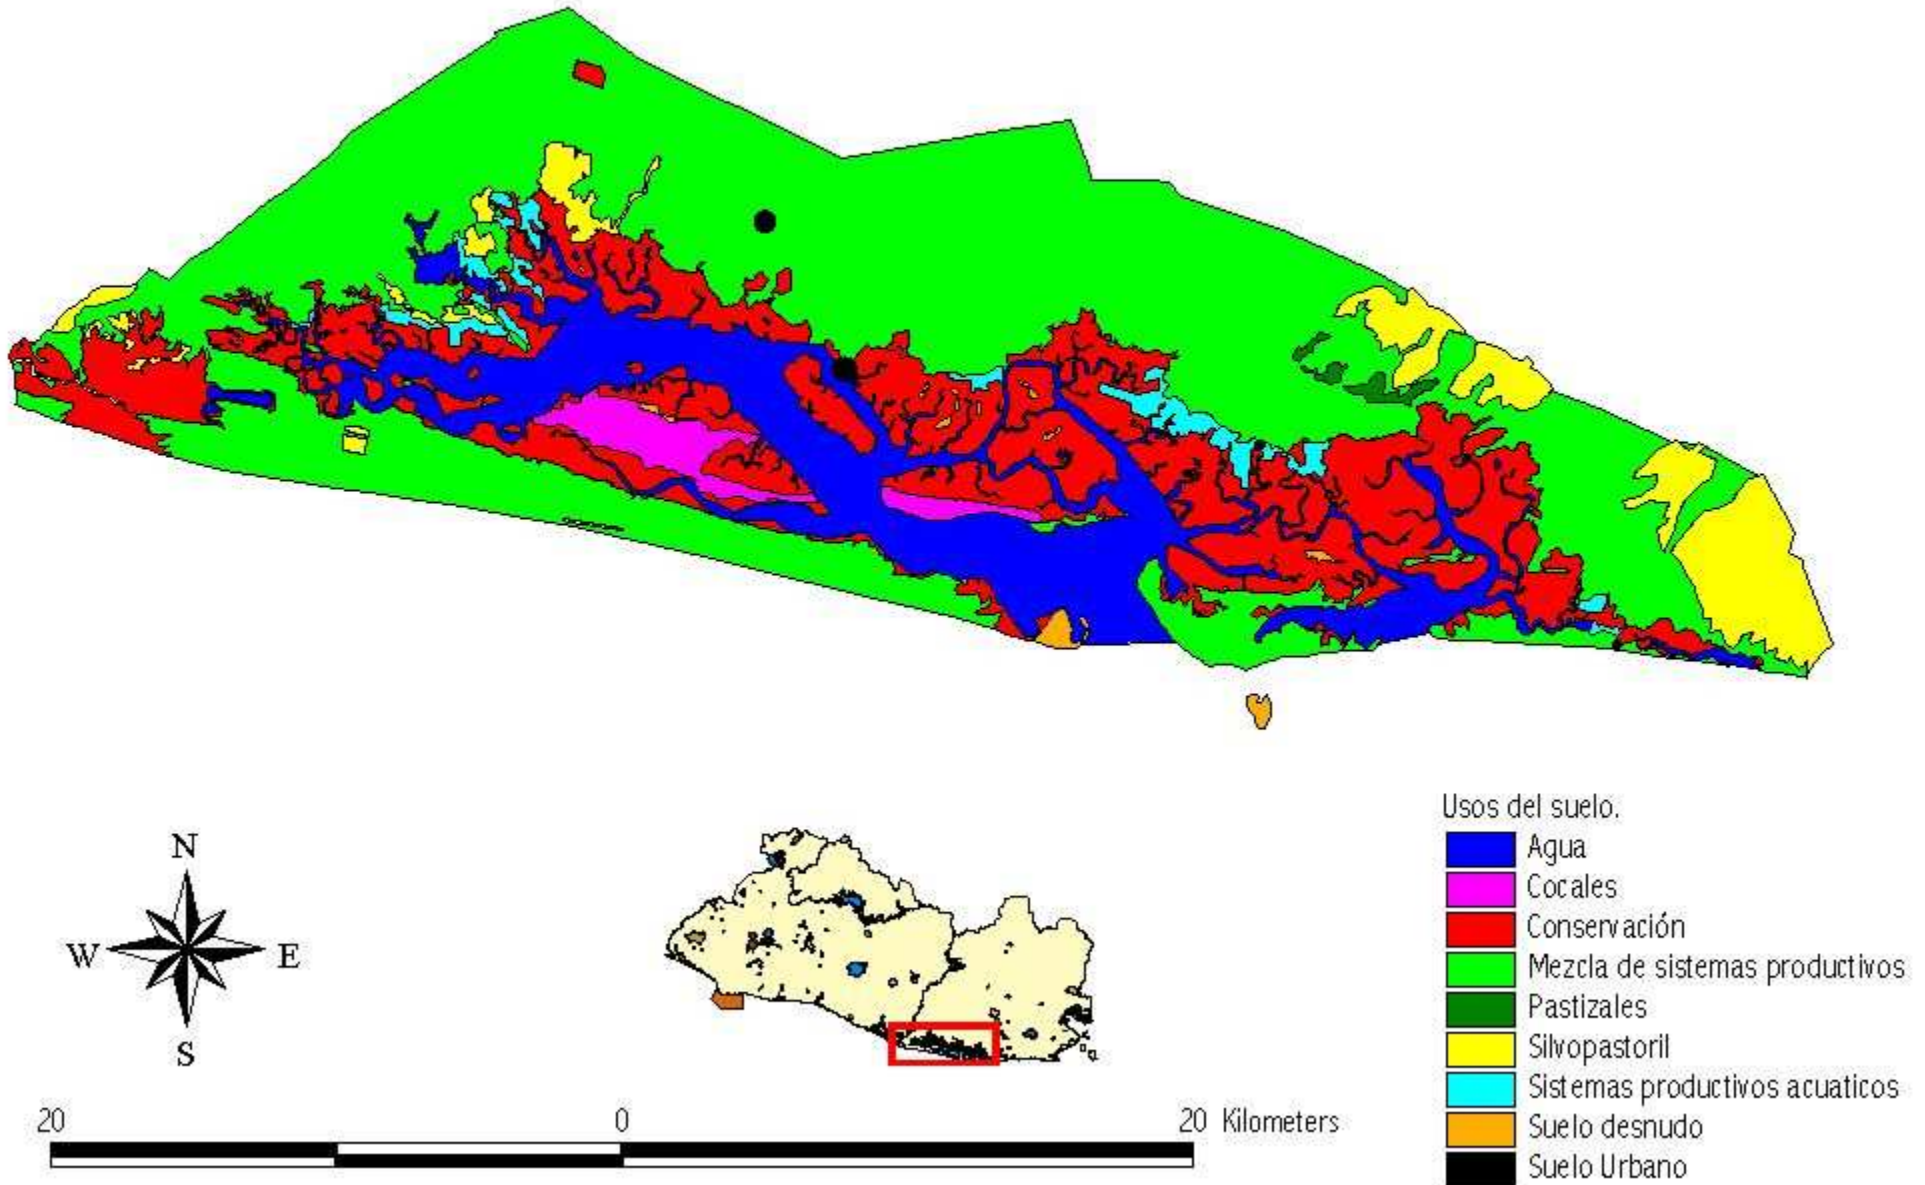 Usos del suelo.
Agua
Cocales
Conservación
Mezcla de sistemas productivos
Pastizales
Silvopastoril
Sistemas productivos acuaticos
Suelo desnudo
Suelo Urbano
N
W E
S
20 0 20 Kilometers